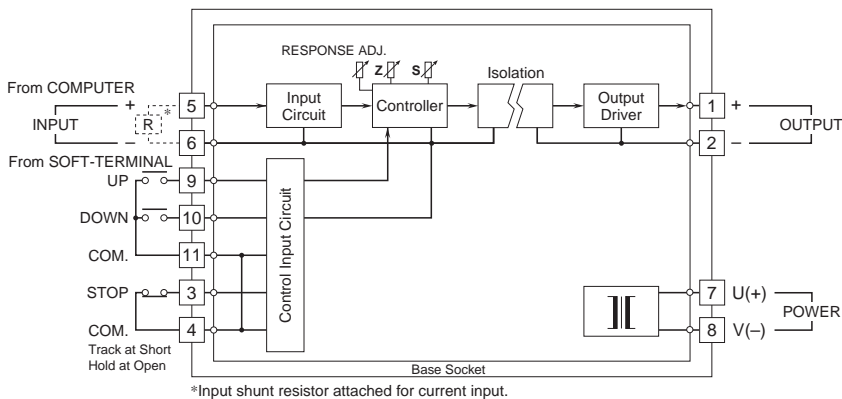 RESPONSE ADJ.
Z
S
Isolation
From COMPUTER
+
INPUT
–
R
*
5
6
Input
Circuit
Controller
Output
Driver
1
+
OUTPUT
2
–
From SOFT-TERMINAL
UP
9
DOWN
10
COM.
11
STOP
3
COM.
4
Track at Short
Hold at Open
Control Input Circuit
7
U(+)
POWER
8
V(–)
Base Socket
*Input shunt resistor attached for current input.